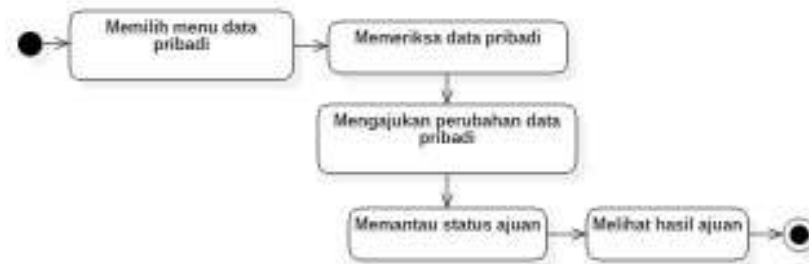 Memilih menu data
pribadi
Memeriksa data pribadi
Mengajukan perubahan data
pribadi
Memantau status ajuan
Melihat hasil ajuan